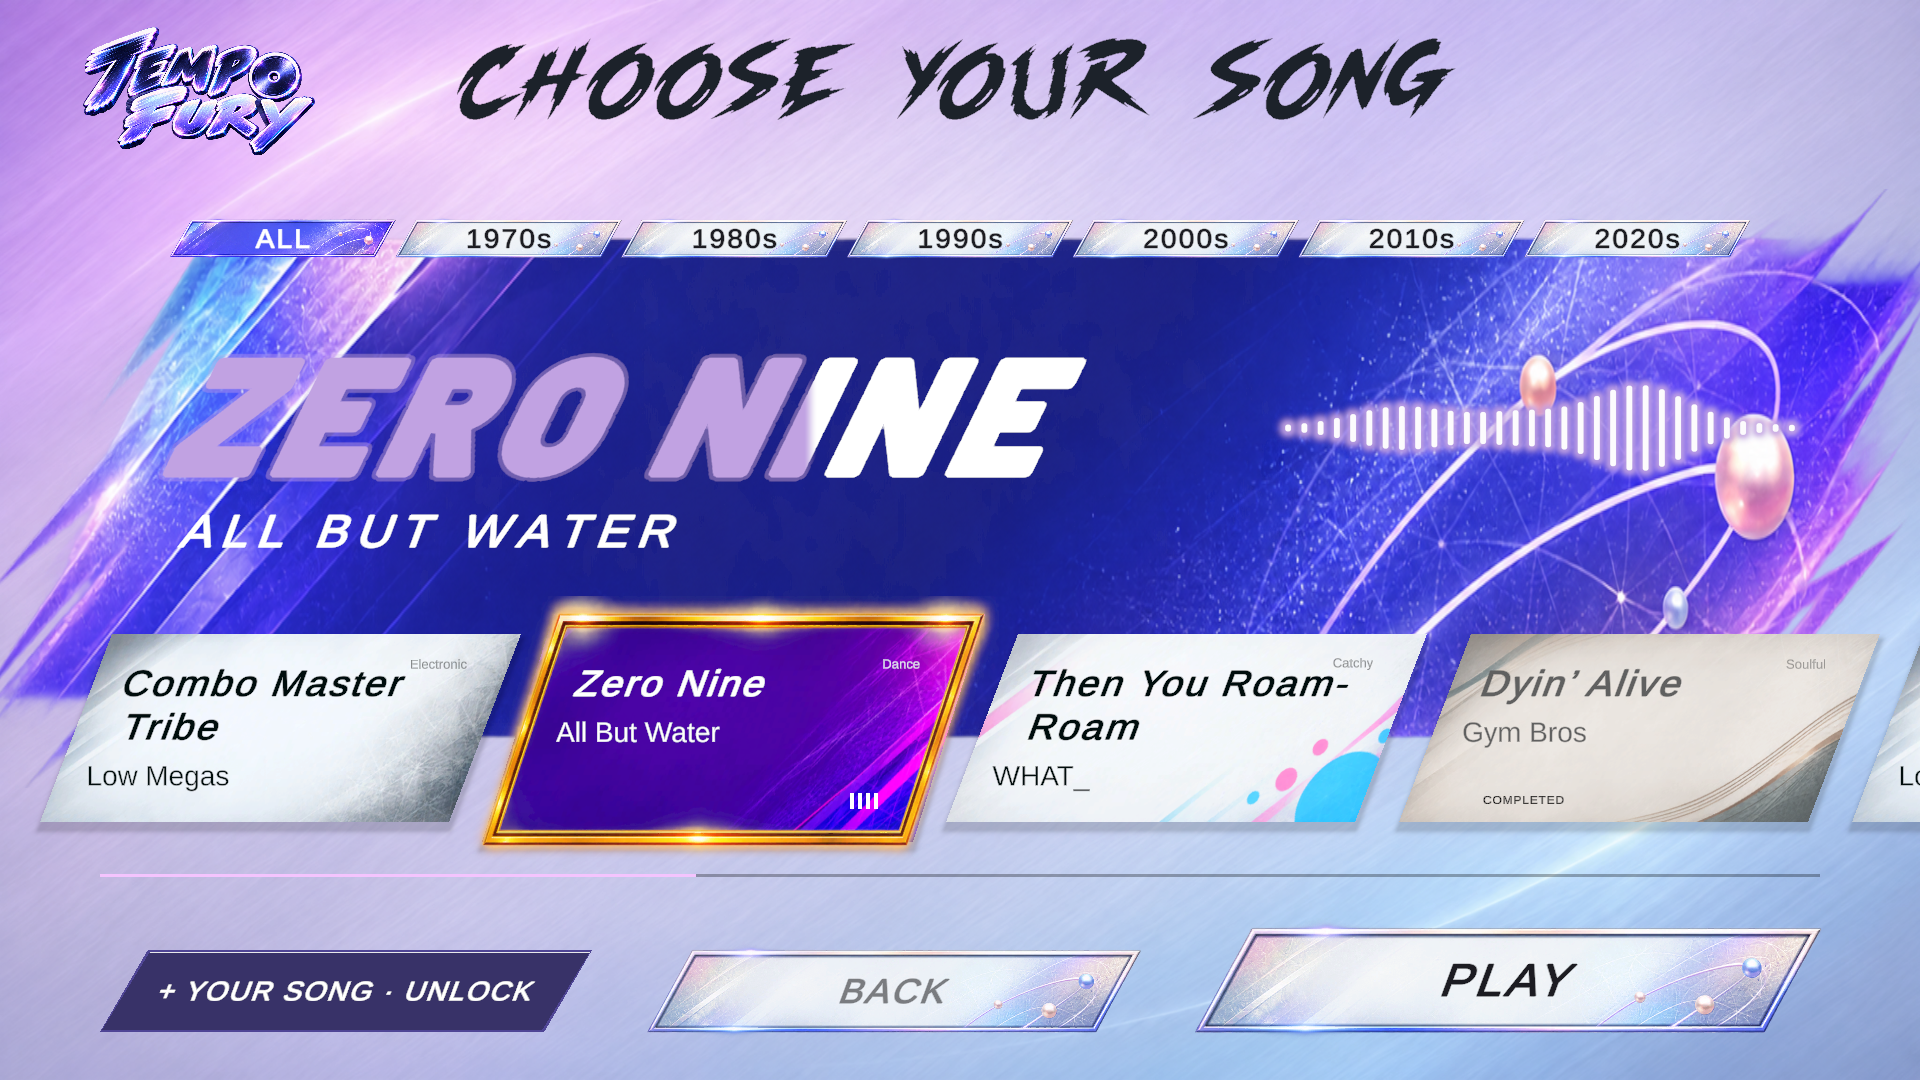 TEMPO
FURY
CHOOSE YOUR SONG
ALL
1970s
1980s
1990s
2000s
2010s
2020s
ZERO NINE
ALL BUT WATER
Electronic
Combo Master
Tribe
Low Megas
Dance
Zero Nine
All But Water
Catchy
Then You Roam-
Roam
WHAT_
Soulful
Dyin’ Alive
Gym Bros
COMPLETED
+ YOUR SONG · UNLOCK
BACK
PLAY